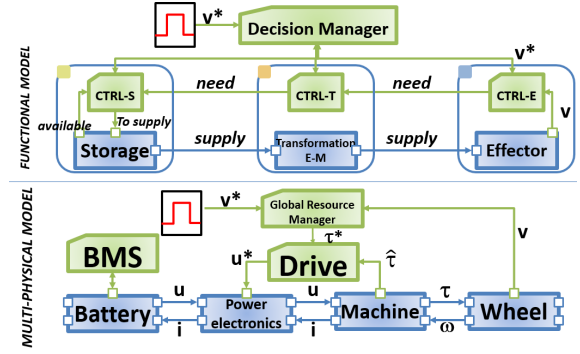 FUNCTIONAL MODEL
v*
Decision Manager
v*
CTRL-S
need
CTRL-T
need
CTRL-E
available
To supply
v
Storage
supply
Transformation
E-M
supply
Effector
MULTI-PHYSICAL MODEL
v*
Global Resource
Manager
τ*
v
BMS
u*
Drive
τ̂
Battery
u
i
Power
electronics
u
i
Machine
τ
ω
Wheel